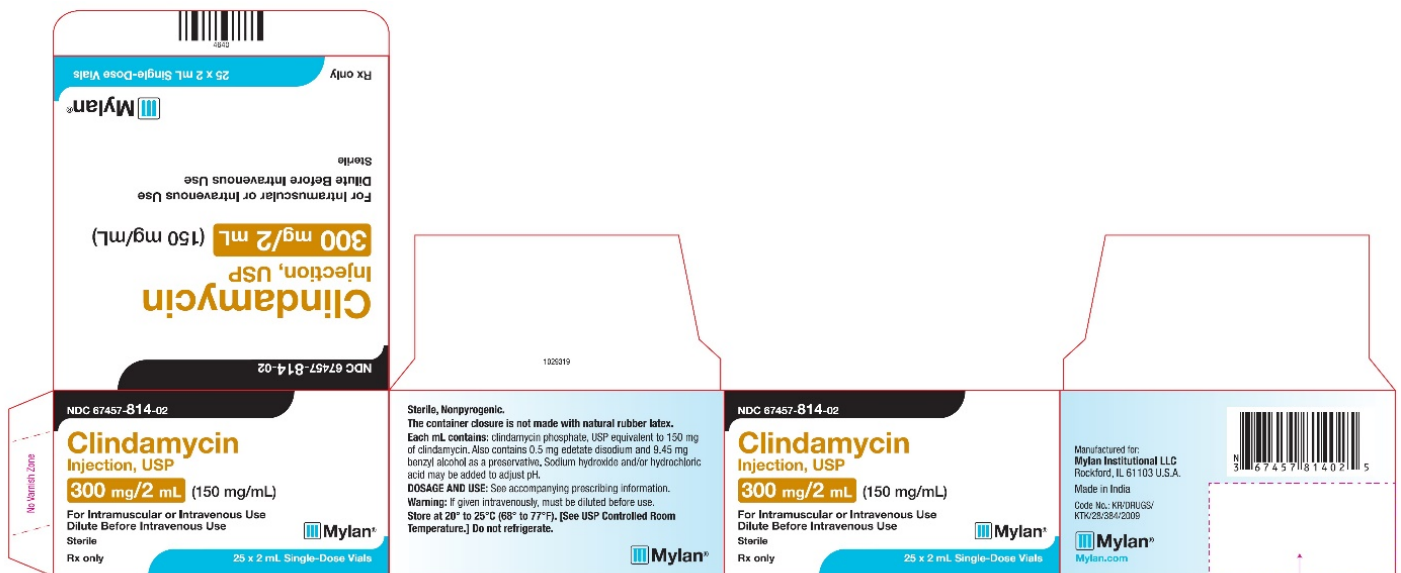 4640
25 x 2 mL Single-Dose Vials
Rx only
Mylan®
Sterile
Dilute Before Intravenous Use
For Intramuscular or Intravenous Use
300 mg/2 mL (150 mg/mL)
Injection, USP
Clindamycin
NDC 67457-814-02
1029319
No Varnish Zone
NDC 67457-814-02
Clindamycin
Injection, USP
300 mg/2 mL (150 mg/mL)
For Intramuscular or Intravenous Use
Dilute Before Intravenous Use
Sterile
Mylan®
Rx only
25 x 2 mL Single-Dose Vials
Sterile, Nonpyrogenic.
The container closure is not made with natural rubber latex.
Each mL contains: clindamycin phosphate, USP equivalent to 150 mg
of clindamycin. Also contains 0.5 mg edetate disodium and 9.45 mg
benzyl alcohol as a preservative. Sodium hydroxide and/or hydrochloric
acid may be added to adjust pH.
DOSAGE AND USE: See accompanying prescribing information.
Warning: If given intravenously, must be diluted before use.
Store at 20° to 25°C (68° to 77°F). [See USP Controlled Room
Temperature.] Do not refrigerate.
Mylan®
NDC 67457-814-02
Clindamycin
Injection, USP
300 mg/2 mL (150 mg/mL)
For Intramuscular or Intravenous Use
Dilute Before Intravenous Use
Sterile
Mylan®
Rx only
25 x 2 mL Single-Dose Vials
Manufactured for:
Mylan Institutional LLC
Rockford, IL 61103 U.S.A.
Made in India
Code No.: KR/DRUGS/
KTK/28/384/2009
Mylan®
Mylan.com
N
3 67457 81402 5